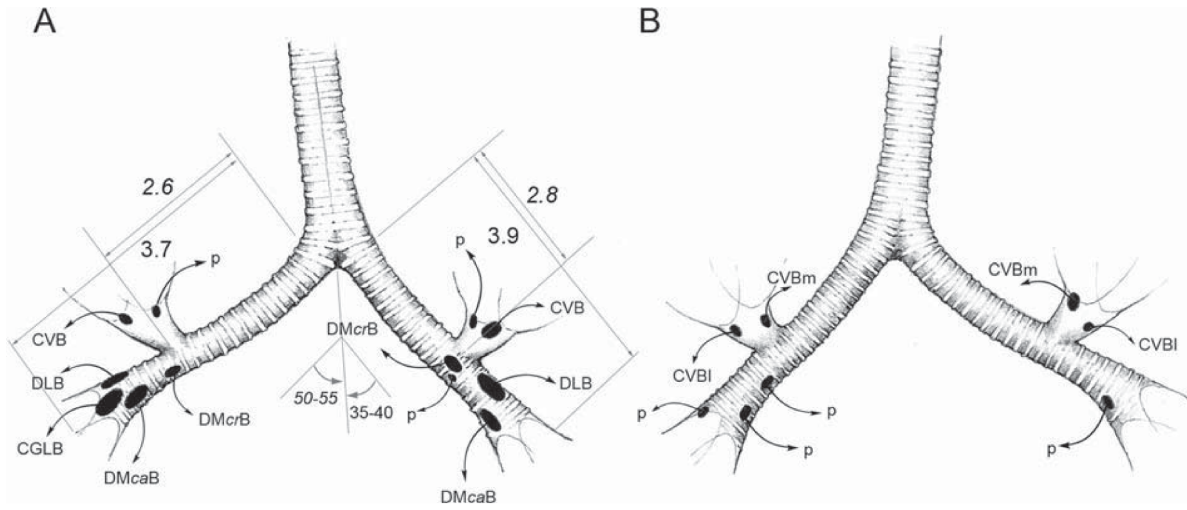 A
B
2.6
2.8
3.7
3.9
p
p
CVB
CVB
CVBm
CVBm
DMcrB
CVBl
CVBl
DLB
DLB
50-55
35-40
p
p
p
p
p
DMcrB
CGLB
DMcaB
DMcaB